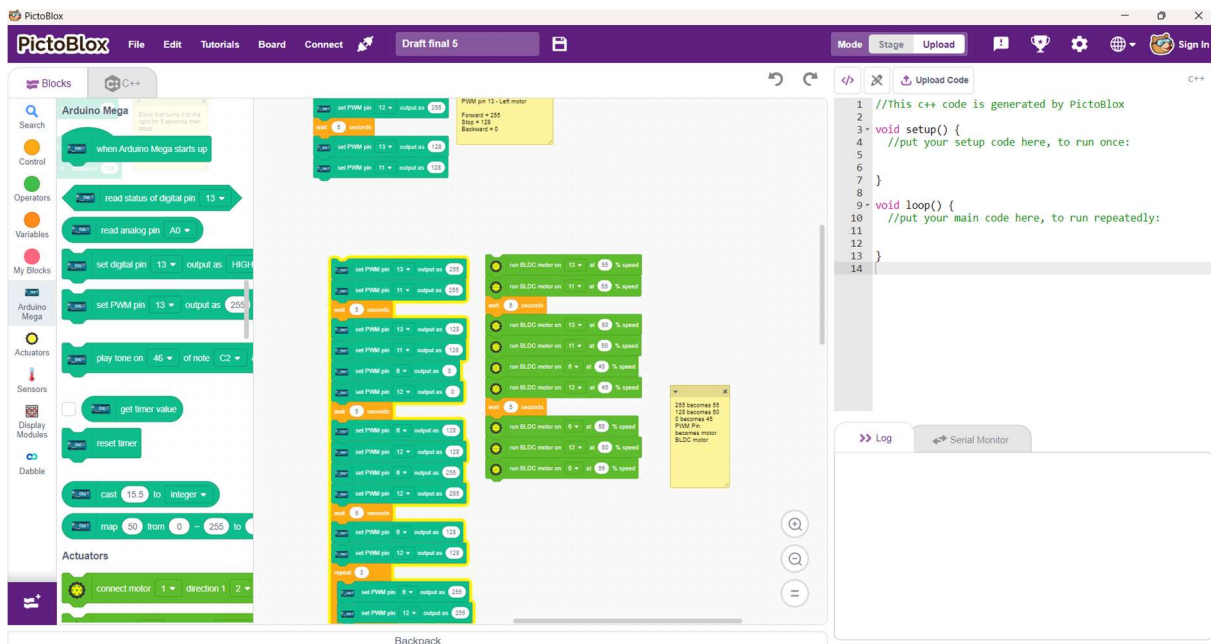 PictoBlox
PictoBlox
File
Edit
Tutorials
Board
Connect
Draft final 5
Mode
Stage
Upload
Sign In
Blocks
C++
</>
Upload Code
C++
Search
Control
Operators
Variables
My Blocks
Arduino
Mega
Actuators
Sensors
Display
Modules
Dabble
Arduino Mega
when Arduino Mega starts up
read status of digital pin 13
read analog pin A0
set digital pin 13 output as HIGH
set PWM pin 13 output as 255
play tone on 46 of note C2
get timer value
reset timer
cast 15.5 to integer
map 50 from 0 - 255 to
Actuators
connect motor 1 direction 1 2
set PWM pin 12 output as 255
wait 5 seconds
set PWM pin 13 output as 128
set PWM pin 11 output as 128
PWM pin 13 - Left motor
Forward = 255
Stop = 128
Backward = 0
set PWM pin 13 output as 255
set PWM pin 11 output as 255
wait 5 seconds
set PWM pin 13 output as 128
set PWM pin 11 output as 128
set PWM pin 6 output as 0
set PWM pin 12 output as 0
wait 5 seconds
set PWM pin 6 output as 128
set PWM pin 12 output as 128
set PWM pin 6 output as 255
set PWM pin 12 output as 255
wait 5 seconds
set PWM pin 6 output as 128
set PWM pin 12 output as 128
repeat 3
set PWM pin 6 output as 255
set PWM pin 12 output as 255
run BLDC motor on 13 at 55 % speed
run BLDC motor on 11 at 55 % speed
wait 5 seconds
run BLDC motor on 13 at 50 % speed
run BLDC motor on 11 at 50 % speed
run BLDC motor on 6 at 45 % speed
run BLDC motor on 12 at 45 % speed
wait 5 seconds
run BLDC motor on 6 at 50 % speed
run BLDC motor on 12 at 50 % speed
run BLDC motor on 6 at 55 % speed
255 becomes 55
128 becomes 50
0 becomes 45
PWM Pin
becomes motor
BLDC motor
1 //This c++ code is generated by PictoBlox
2
3 void setup() {
4 //put your setup code here, to run once:
5
6
7 }
8
9 void loop() {
10 //put your main code here, to run repeatedly:
11
12
13 }
14
Log
Serial Monitor
Backpack